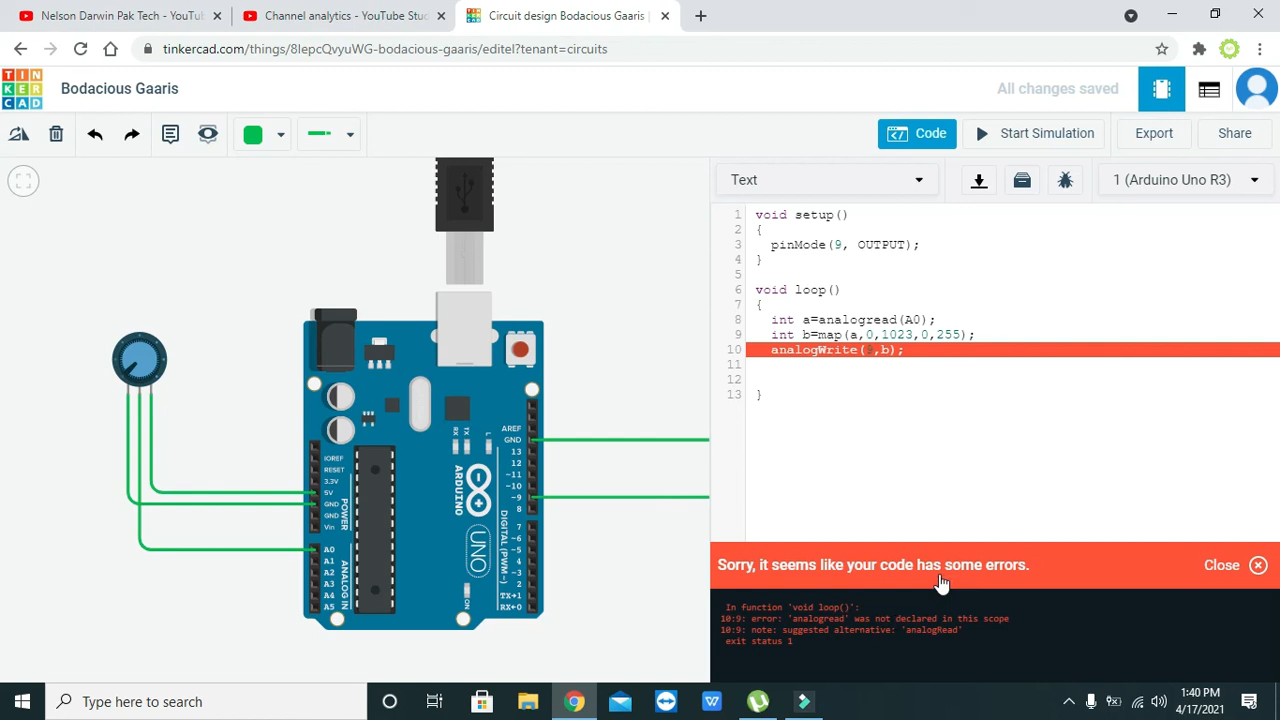 Nelson Darwin Pak Tech - YouTu
Channel analytics - YouTube Stud
Circuit design Bodacious Gaaris |
tinkercad.com/things/8lepcQvyuWG-bodacious-gaaris/editel?tenant=circuits
TIN
KER
CAD
Bodacious Gaaris
All changes saved
Code
Start Simulation
Export
Share
Text
1 (Arduino Uno R3)
1 void setup()
2 {
3 pinMode(9, OUTPUT);
4 }
5
6 void loop()
7 {
8 int a=analogread(A0);
9 int b=map(a,0,1023,0,255);
10 analogWrite(9,b);
11
12
13 }
IOREF
RESET
3.3V
5V
GND
GND
Vin
POWER
A0
A1
A2
A3
A4
A5
ANALOG IN
RX
TX
L
ARDUINO
UNO
ON
AREF
GND
13
12
~11
~10
~9
8
7
~6
~5
4
~3
2
TX→1
RX←0
DIGITAL (PWM~)
Sorry, it seems like your code has some errors.
Close
In function 'void loop()':
10:9: error: 'analogread' was not declared in this scope
10:9: note: suggested alternative: 'analogRead'
exit status 1
Type here to search
1:40 PM
4/17/2021